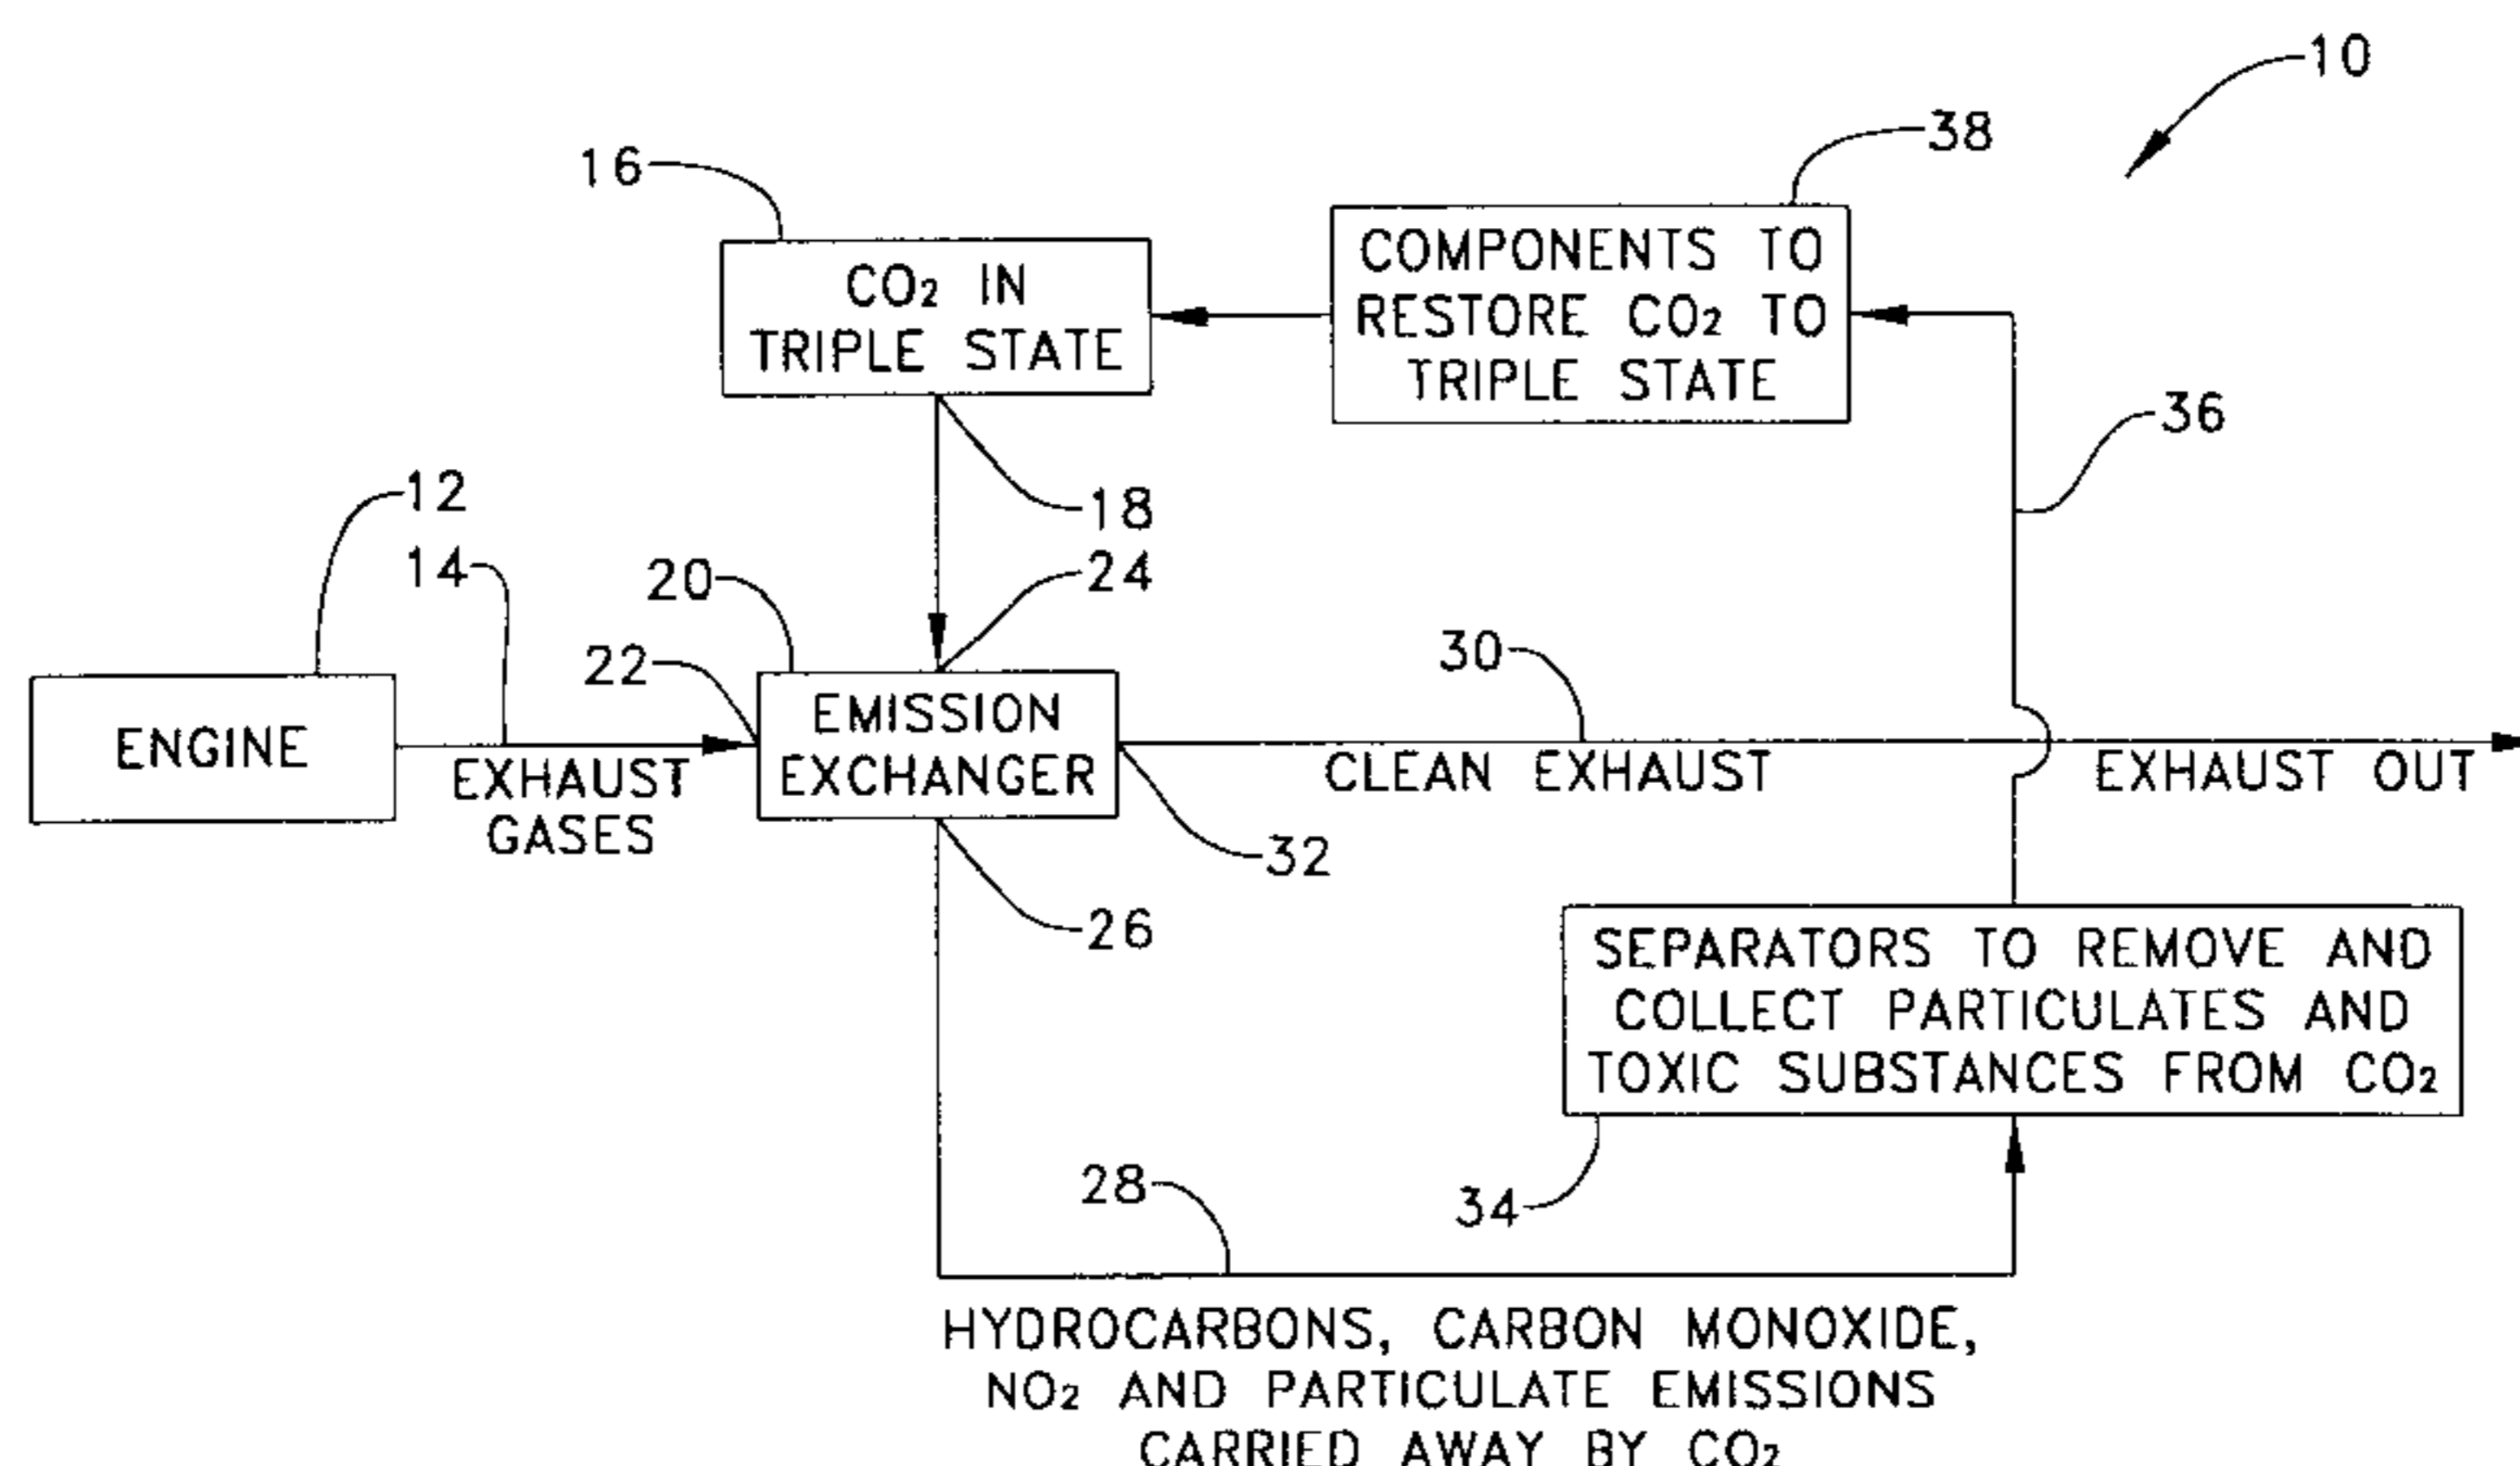 10
38
16
COMPONENTS TO
RESTORE CO₂ TO
TRIPLE STATE
CO₂ IN
TRIPLE STATE
36
12
18
14
20
24
22
30
ENGINE
EXHAUST
GASES
EMISSION
EXCHANGER
CLEAN EXHAUST
EXHAUST OUT
32
26
SEPARATORS TO REMOVE AND
COLLECT PARTICULATES AND
TOXIC SUBSTANCES FROM CO₂
28
34
HYDROCARBONS, CARBON MONOXIDE,
NO₂ AND PARTICULATE EMISSIONS
CARRIED AWAY BY CO₂